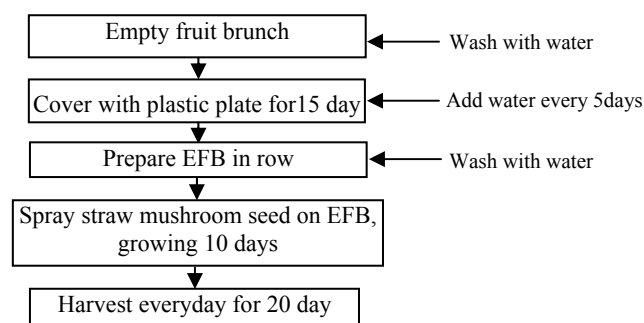 Empty fruit brunch
Wash with water
Cover with plastic plate for15 day
Add water every 5days
Prepare EFB in row
Wash with water
Spray straw mushroom seed on EFB,
growing 10 days
Harvest everyday for 20 day